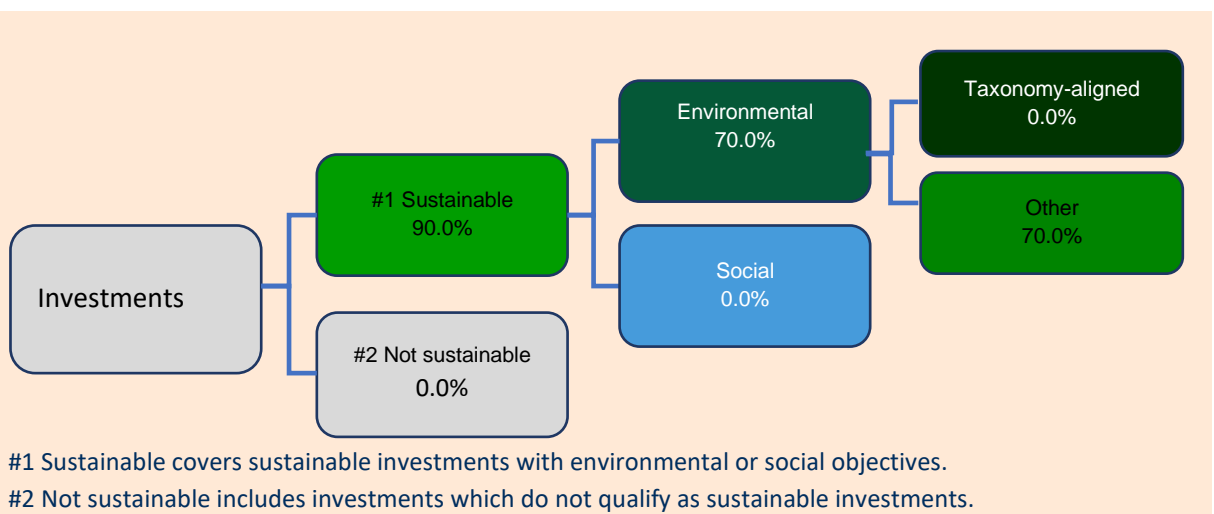 Investments
#1 Sustainable
90.0%
#2 Not sustainable
0.0%
Environmental
70.0%
Social
0.0%
Taxonomy-aligned
0.0%
Other
70.0%
#1 Sustainable covers sustainable investments with environmental or social objectives.
#2 Not sustainable includes investments which do not qualify as sustainable investments.